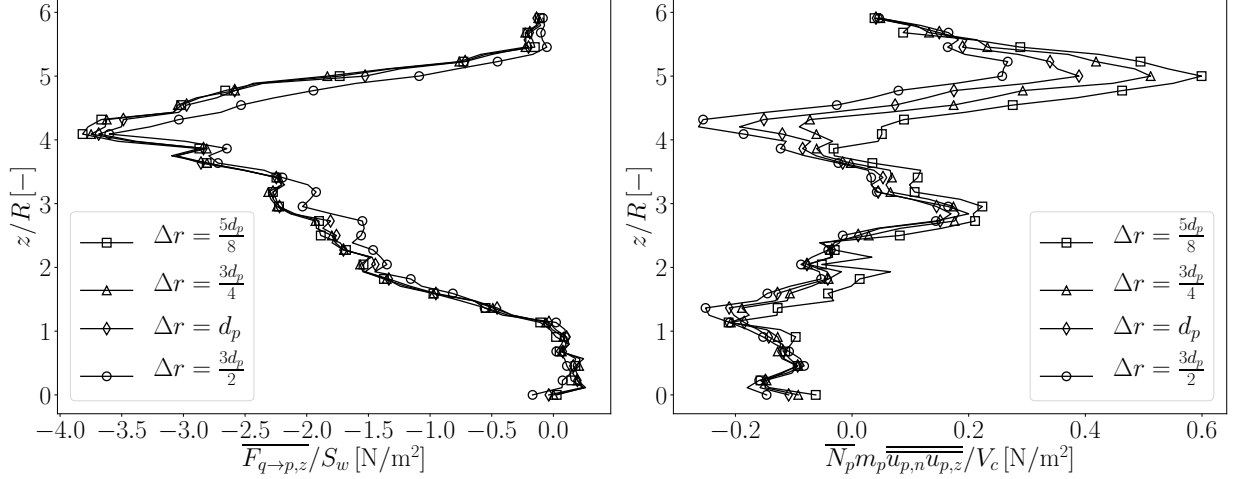 z/R [−]
6
5
4
3
2
1
0
Δr = 5d_p/8
Δr = 3d_p/4
Δr = d_p
Δr = 3d_p/2
−4.0 −3.5 −3.0 −2.5 −2.0 −1.5 −1.0 −0.5 0.0
\overline{F_{q→p,z}}/S_w [N/m²]
z/R [−]
6
5
4
3
2
1
0
Δr = 5d_p/8
Δr = 3d_p/4
Δr = d_p
Δr = 3d_p/2
−0.2 0.0 0.2 0.4 0.6
\overline{N_p}m_p\overline{\overline{u_{p,n}}\overline{u_{p,z}}}/V_c [N/m²]